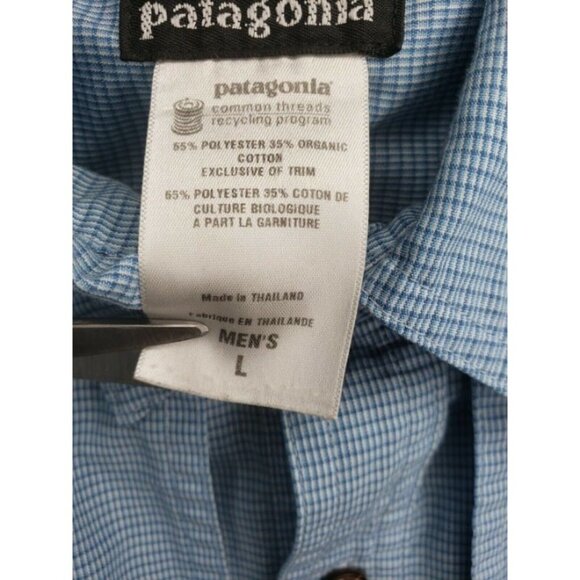 patagonia
patagonia
common threads
recycling program
65% POLYESTER 35% ORGANIC
COTTON
EXCLUSIVE OF TRIM
65% POLYESTER 35% COTON DE
CULTURE BIOLOGIQUE
A PART LA GARNITURE
Made in THAILAND
Fabrique EN THAILANDE
MEN'S
L